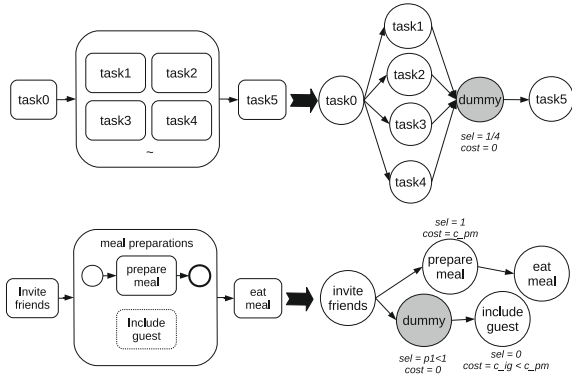 task0
task1
task2
task3
task4
~
task5
task0
task1
task2
task3
task4
dummy
sel = 1/4
cost = 0
task5
Invite
friends
meal preparations
prepare
meal
Include
guest
eat
meal
invite
friends
sel = 1
cost = c_pm
prepare
meal
eat
meal
dummy
sel = p1<1
cost = 0
include
guest
sel = 0
cost = c_ig < c_pm